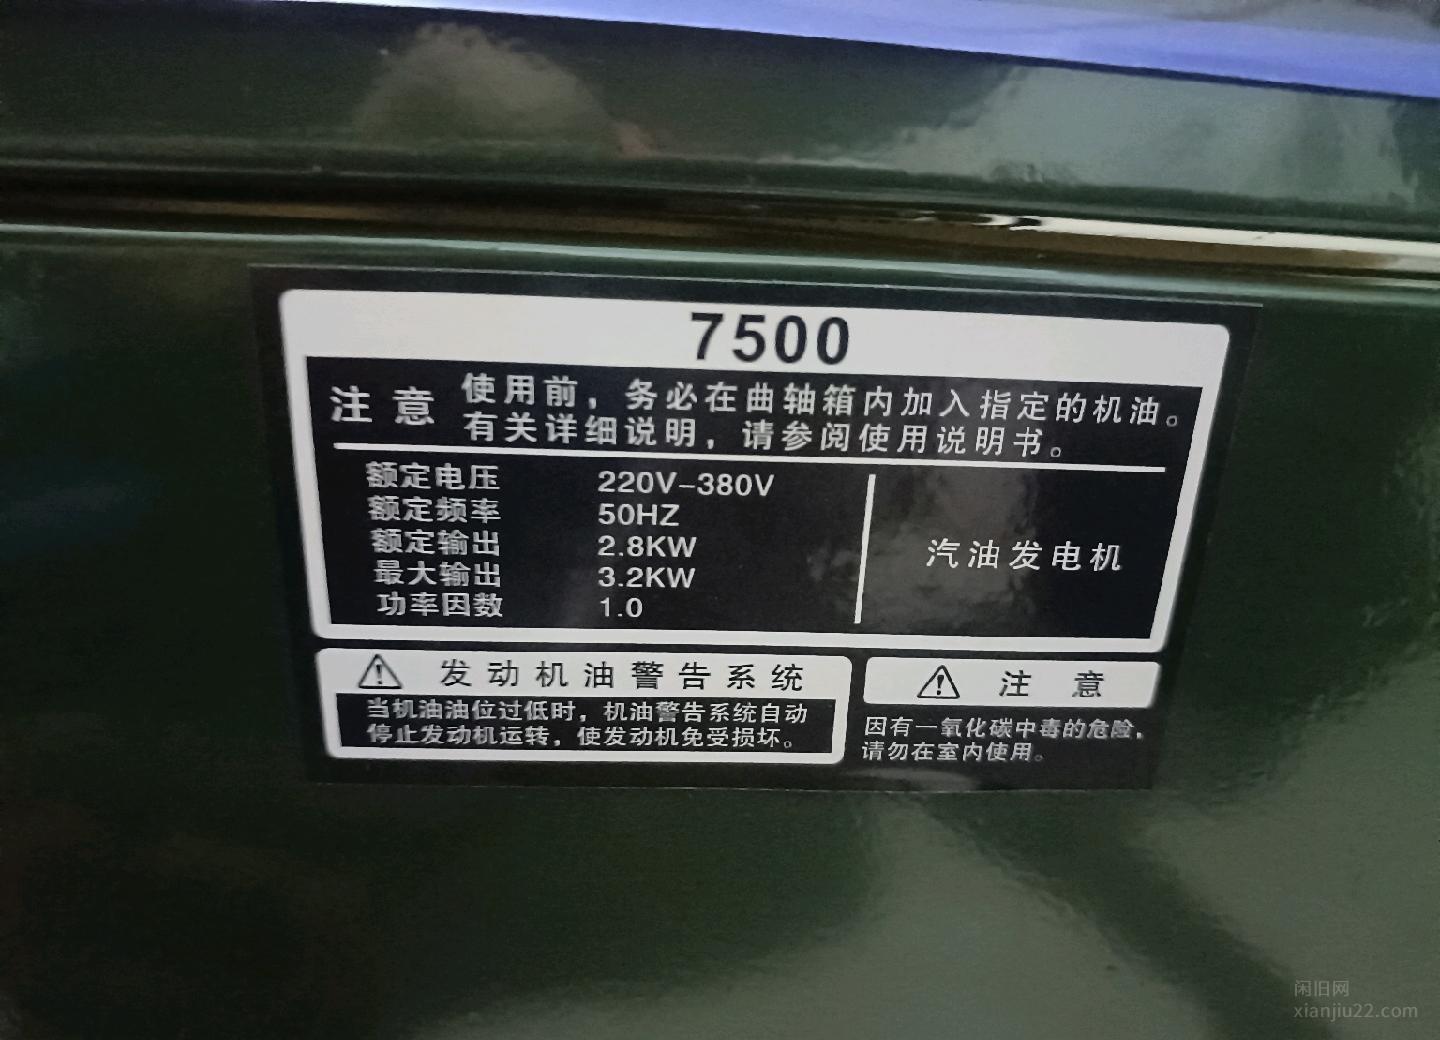 7500
注意 使用前，务必在曲轴箱内加入指定的机油。
有关详细说明，请参阅使用说明书。
额定电压 220V-380V
额定频率 50HZ
额定输出 2.8KW
最大输出 3.2KW
功率因数 1.0
汽油发电机
发动机油警告系统
当机油油位过低时，机油警告系统自动
停止发动机运转，使发动机免受损坏。
注意
因有一氧化碳中毒的危险，
请勿在室内使用。
闲旧网
xianjiu22.com